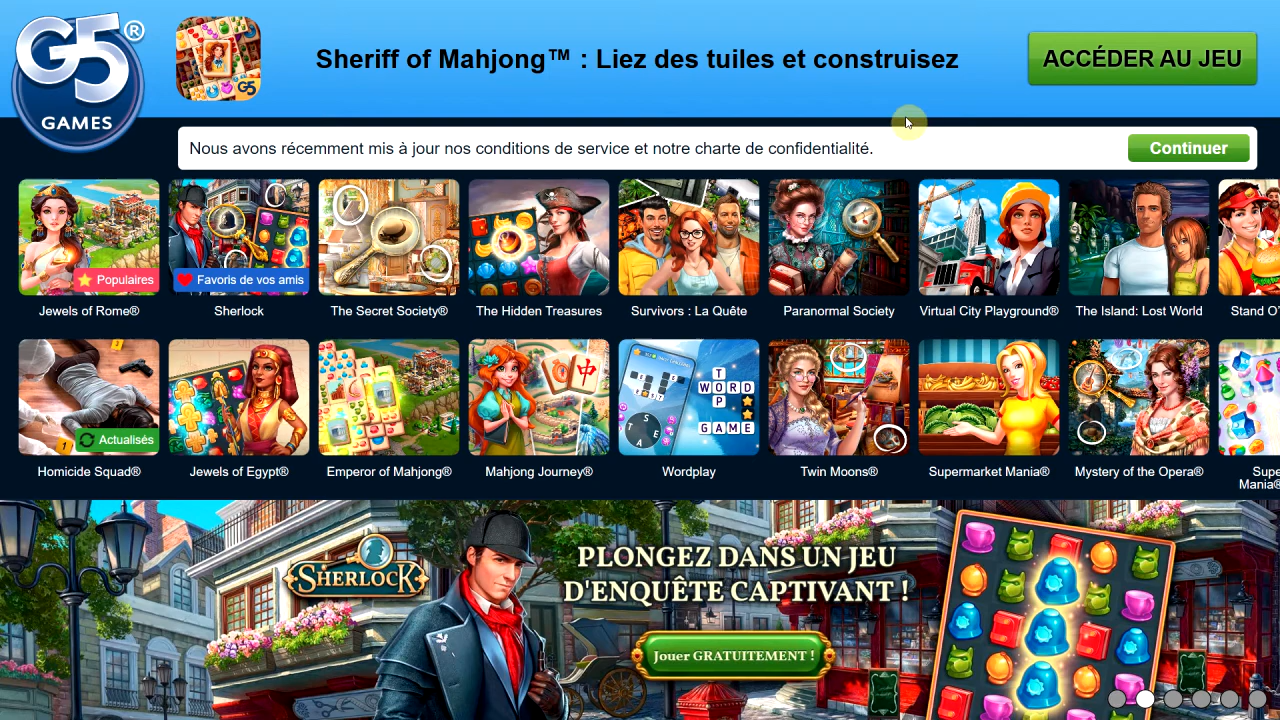 G5®
GAMES
G5
Sheriff of Mahjong™ : Liez des tuiles et construisez
ACCÉDER AU JEU
Nous avons récemment mis à jour nos conditions de service et notre charte de confidentialité.
Continuer
Populaires
Favoris de vos amis
Jewels of Rome®
Sherlock
The Secret Society®
The Hidden Treasures
Survivors : La Quête
Paranormal Society
Virtual City Playground®
The Island: Lost World
Stand O'
Actualisés
T
WORD
P
GAME
S
T
A
E
Homicide Squad®
Jewels of Egypt®
Emperor of Mahjong®
Mahjong Journey®
Wordplay
Twin Moons®
Supermarket Mania®
Mystery of the Opera®
Supe
Mania®
SHERLOCK
PLONGEZ DANS UN JEU
D'ENQUÊTE CAPTIVANT !
Jouer GRATUITEMENT !